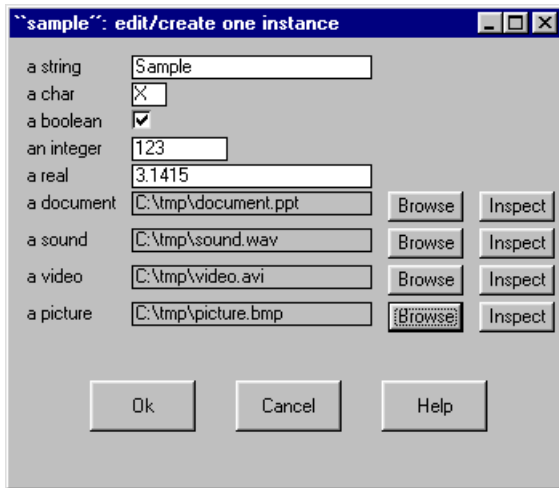 ``sample´´: edit/create one instance
a string Sample
a char X
a boolean
an integer 123
a real 3.1415
a document C:\tmp\document.ppt Browse Inspect
a sound C:\tmp\sound.wav Browse Inspect
a video C:\tmp\video.avi Browse Inspect
a picture C:\tmp\picture.bmp Browse Inspect
Ok Cancel Help